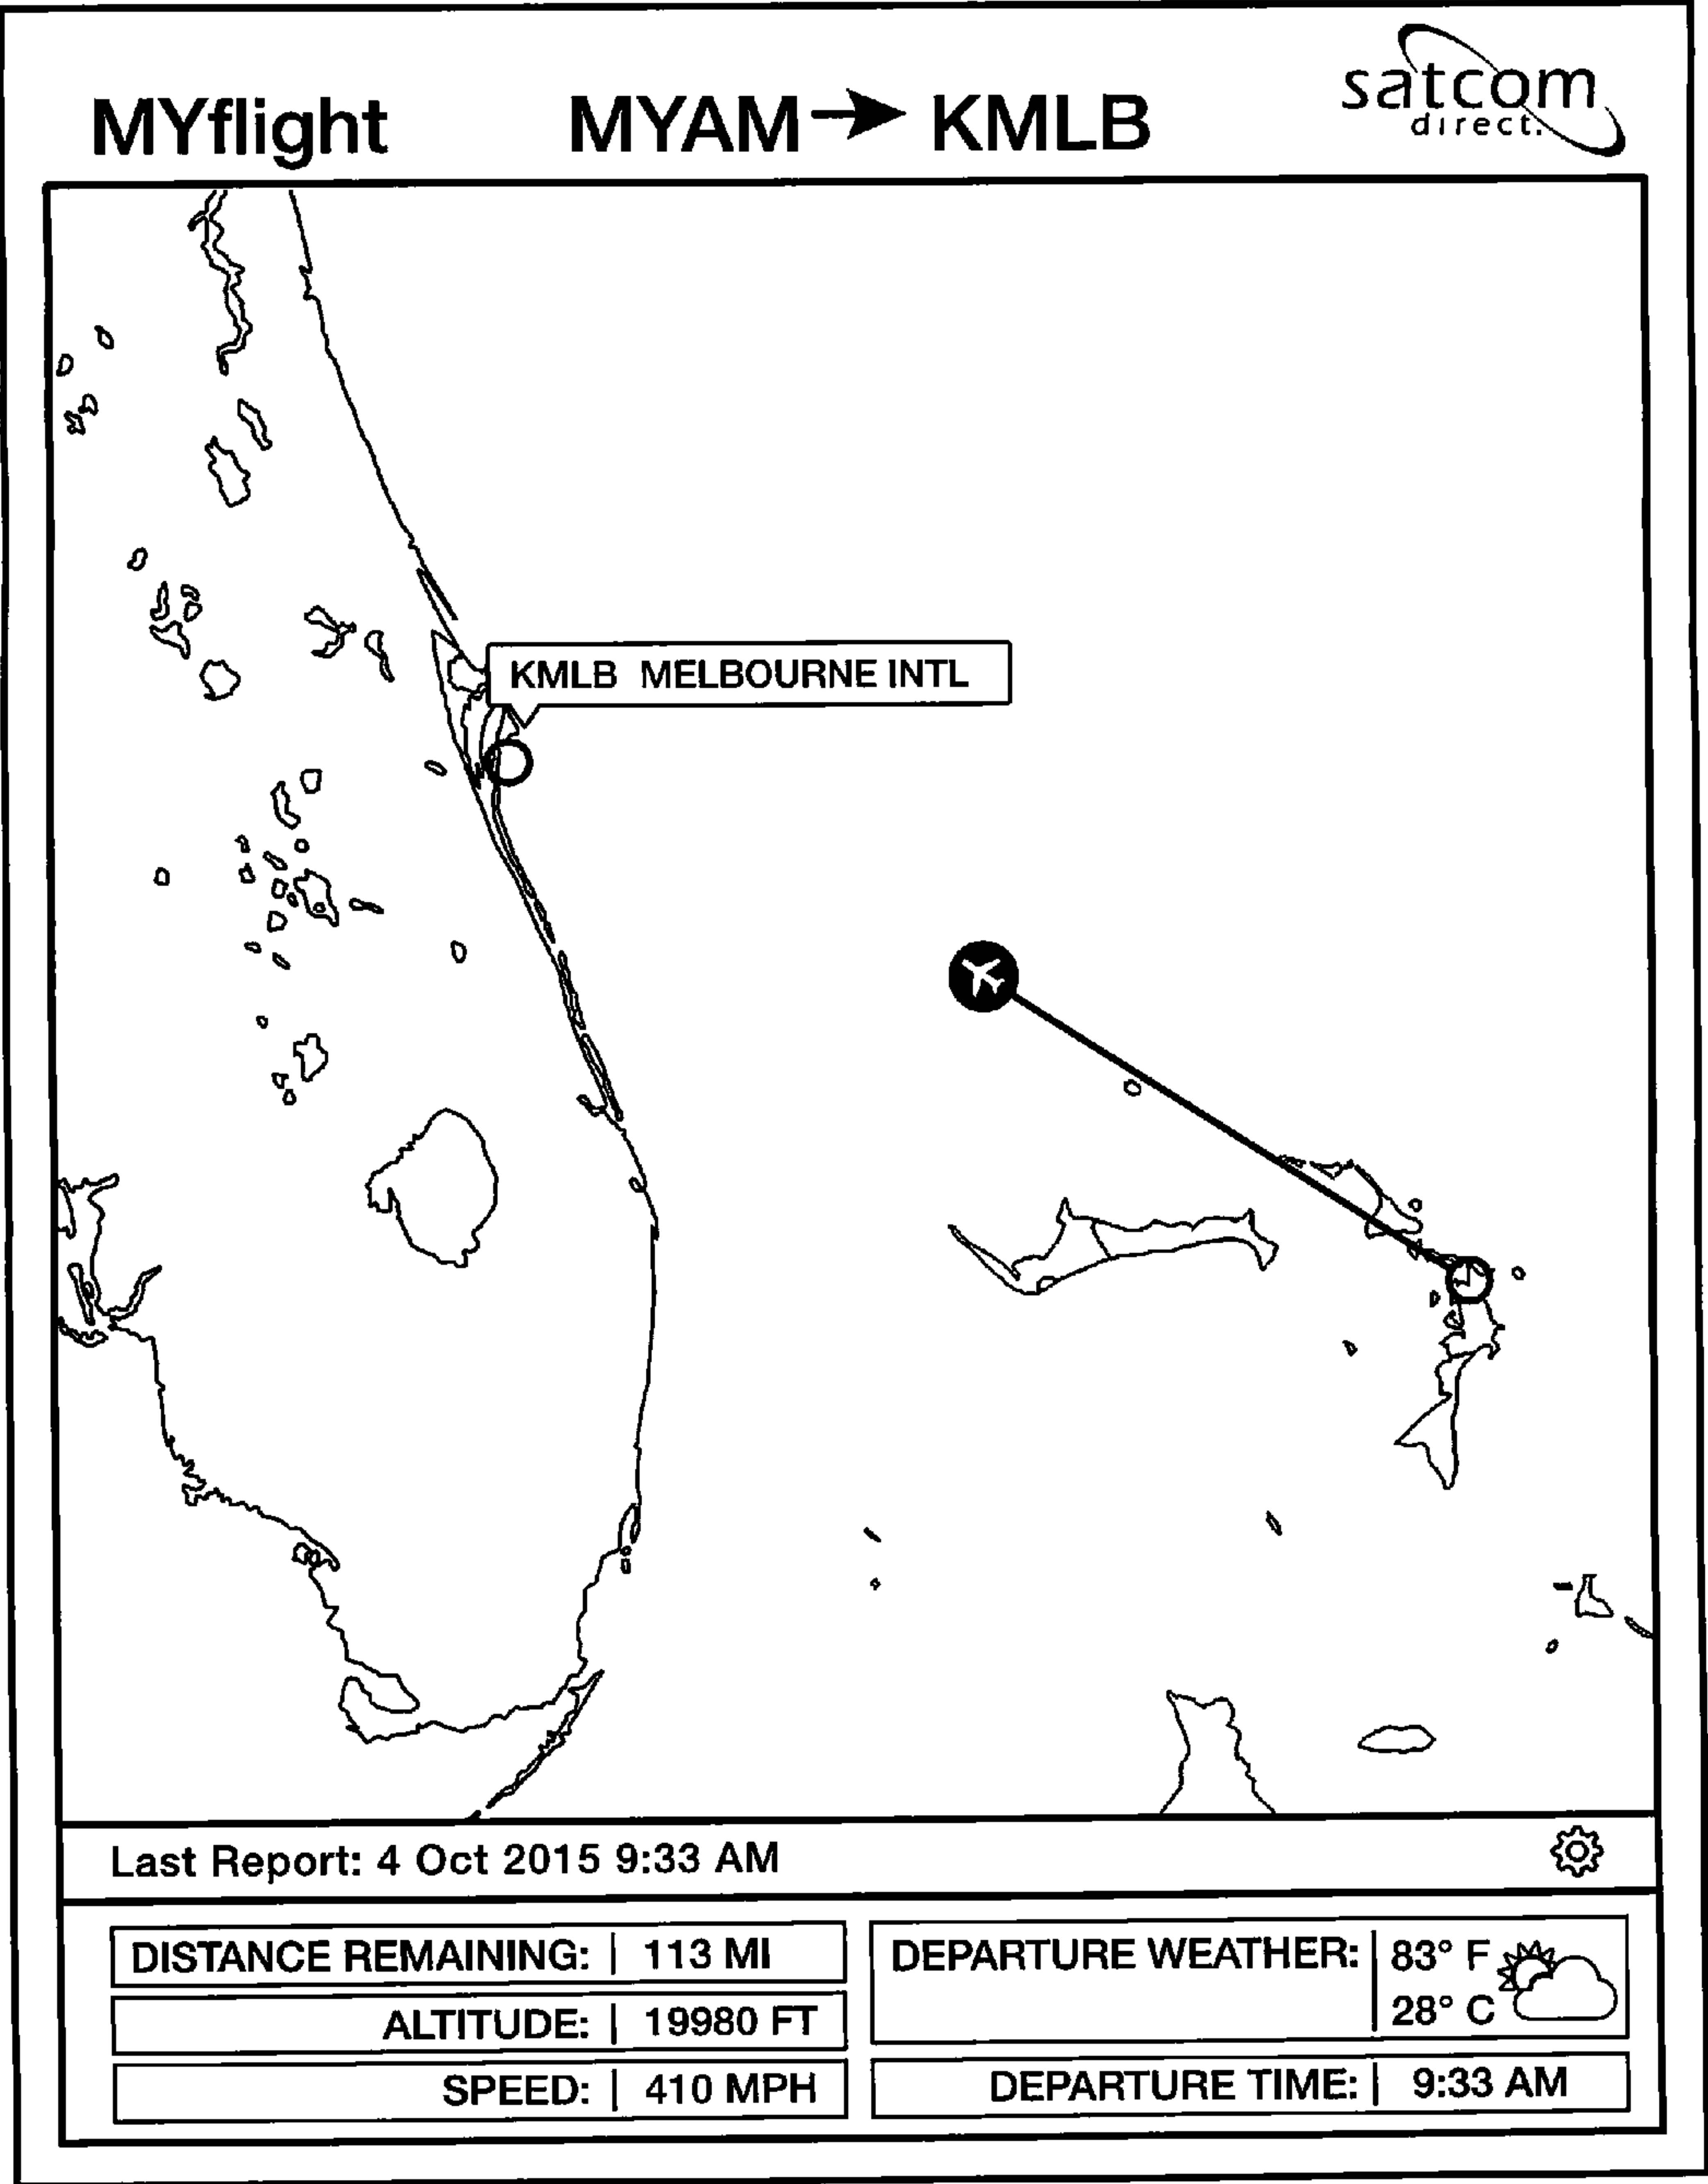 MYflight
MYAM→KMLB
satcom
direct.
KMLB MELBOURNE INTL
Last Report: 4 Oct 2015 9:33 AM
DISTANCE REMAINING: | 113 MI
ALTITUDE: | 19980 FT
SPEED: | 410 MPH
DEPARTURE WEATHER: 83° F
28° C
DEPARTURE TIME: | 9:33 AM